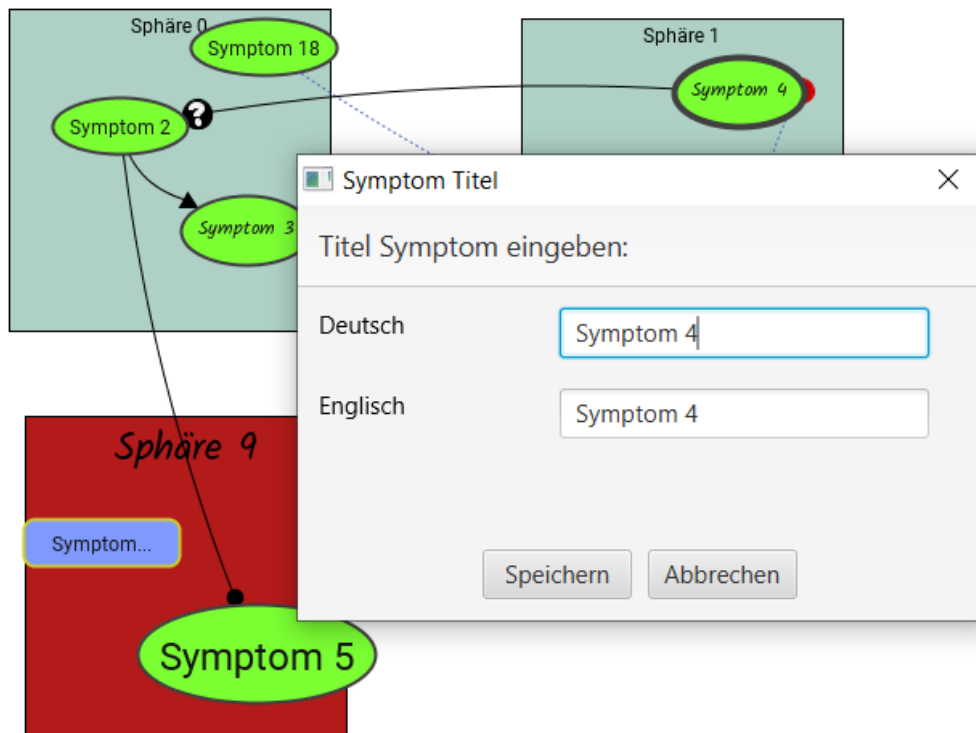 Sphäre 0
Symptom 18
Sphäre 1
Symptom 4
?
Symptom 2
Symptom 3
Symptom Titel
Titel Symptom eingeben:
Deutsch
Symptom 4
Englisch
Symptom 4
Speichern
Abbrechen
Sphäre 9
Symptom...
Symptom 5